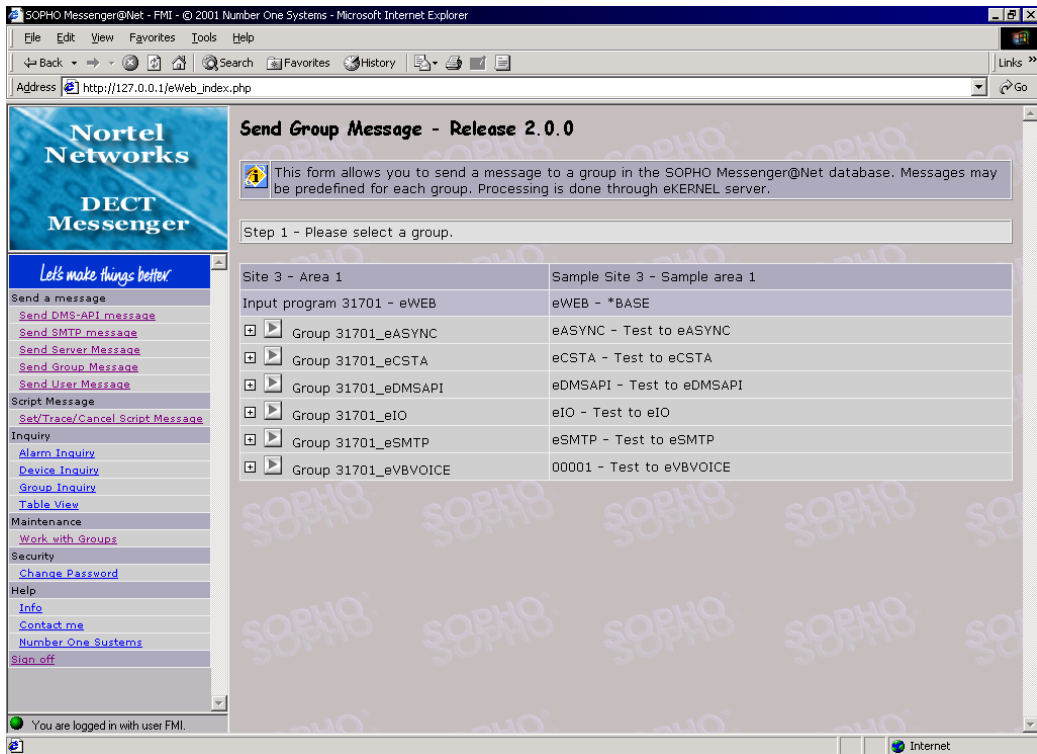 SOPHO Messenger@Net - FMI - © 2001 Number One Systems - Microsoft Internet Explorer
File Edit View Favorites Tools Help
Back Search Favorites History Links »
Address http://127.0.0.1/eWeb_index.php Go
Nortel
Networks
DECT
Messenger
Let's make things better.
Send a message
Send DMS-API message
Send SMTP message
Send Server Message
Send Group Message
Send User Message
Script Message
Set/Trace/Cancel Script Message
Inquiry
Alarm Inquiry
Device Inquiry
Group Inquiry
Table View
Maintenance
Work with Groups
Security
Change Password
Help
Info
Contact me
Number One Sustems
Sign off
You are logged in with user FMI.
Send Group Message - Release 2.0.0
This form allows you to send a message to a group in the SOPHO Messenger@Net database. Messages may
be predefined for each group. Processing is done through eKERNEL server.
Step 1 - Please select a group.
Site 3 - Area 1 Sample Site 3 - Sample area 1
Input program 31701 - eWEB eWEB - *BASE
Group 31701_eASYNC eASYNC - Test to eASYNC
Group 31701_eCSTA eCSTA - Test to eCSTA
Group 31701_eDMSAPI eDMSAPI - Test to eDMSAPI
Group 31701_eIO eIO - Test to eIO
Group 31701_eSMTP eSMTP - Test to eSMTP
Group 31701_eVBVOICE 00001 - Test to eVBVOICE
SOPHO
Internet